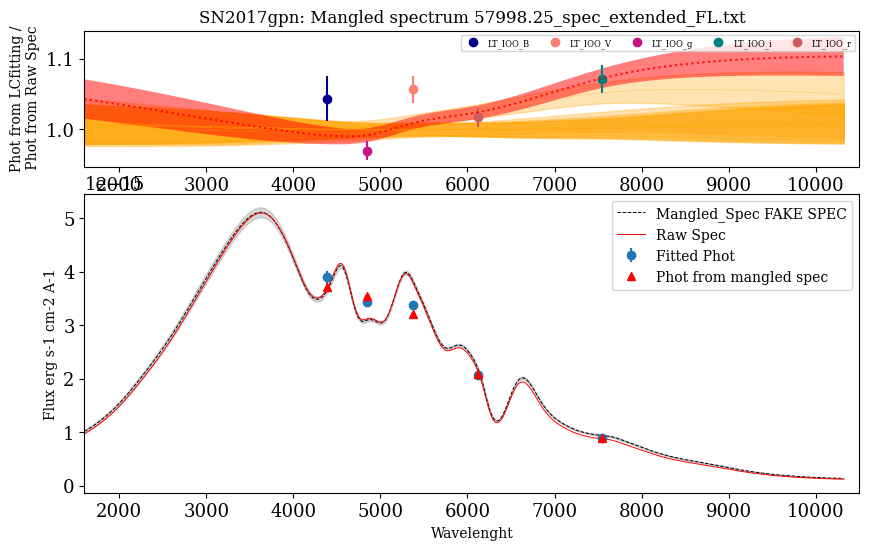 SN2017gpn: Mangled spectrum 57998.25_spec_extended_FL.txt
Phot from LCfitting /
Phot from Raw Spec
1.1
1.0
LT_IOO_B
LT_IOO_V
LT_IOO_g
LT_IOO_i
LT_IOO_r
2000 3000 4000 5000 6000 7000 8000 9000 10000
1e−15
Flux erg s-1 cm-2 A-1
5
4
3
2
1
0
Mangled_Spec FAKE SPEC
Raw Spec
Fitted Phot
Phot from mangled spec
2000 3000 4000 5000 6000 7000 8000 9000 10000
Wavelenght